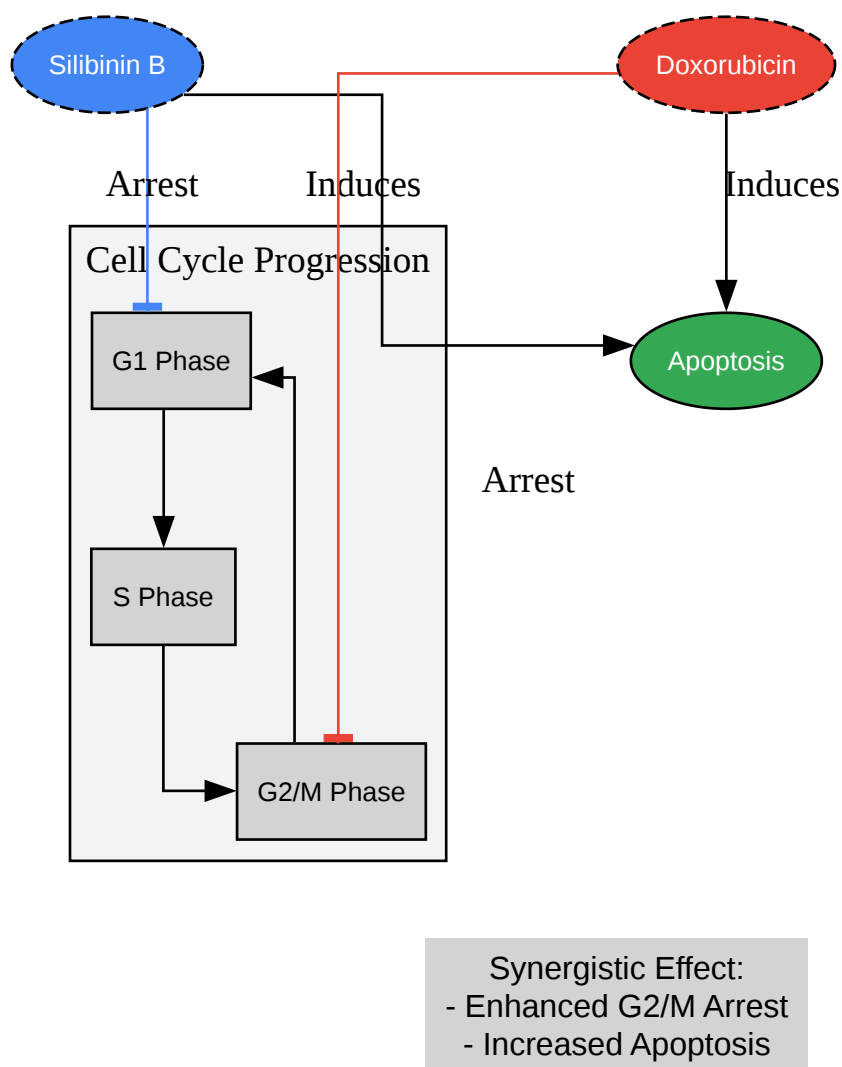 Silibinin B
Doxorubicin
Arrest
Induces
Induces
Cell Cycle Progression
G1 Phase
Apoptosis
Arrest
S Phase
G2/M Phase
Synergistic Effect:
- Enhanced G2/M Arrest
- Increased Apoptosis